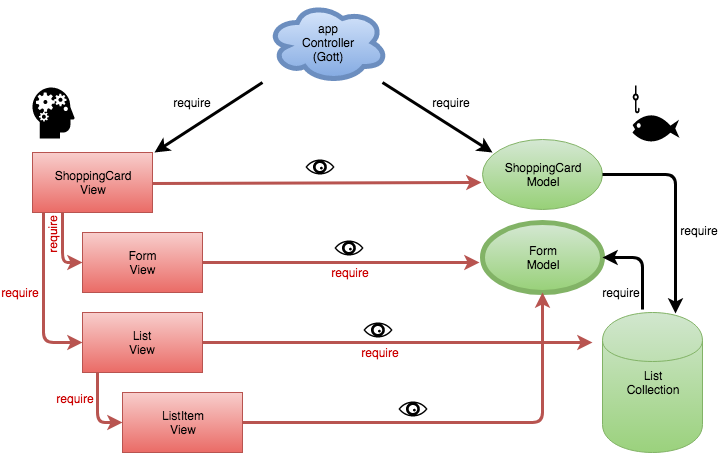 app
Controller
(Gott)
require
require
ShoppingCard
View
ShoppingCard
Model
require
require
Form
View
require
Form
Model
require
require
List
View
require
List
Collection
require
ListItem
View